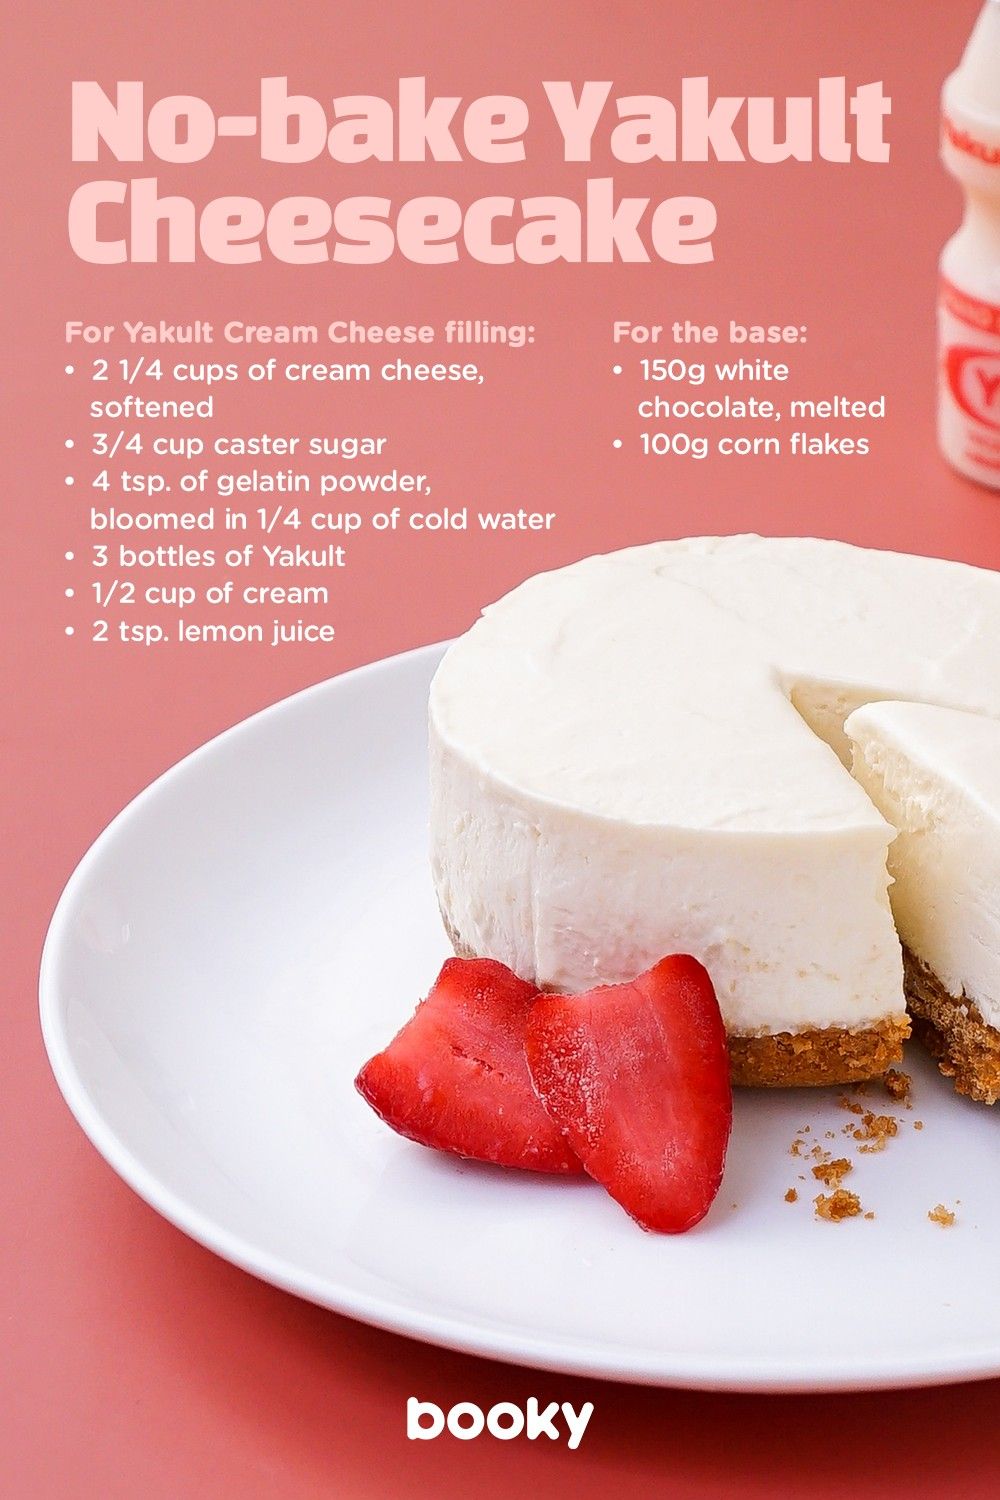 No-bake Yakult
Cheesecake
For Yakult Cream Cheese filling:
• 2 1/4 cups of cream cheese,
softened
• 3/4 cup caster sugar
• 4 tsp. of gelatin powder,
bloomed in 1/4 cup of cold water
• 3 bottles of Yakult
• 1/2 cup of cream
• 2 tsp. lemon juice
For the base:
• 150g white
chocolate, melted
• 100g corn flakes
booky